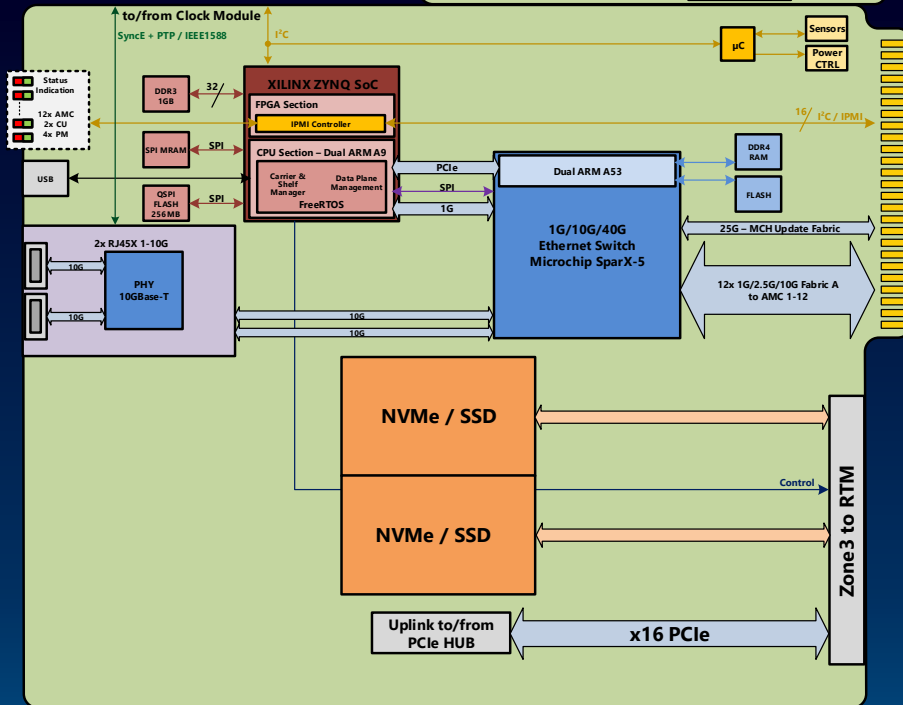 to/from Clock Module
SyncE + PTP / IEEE1588
I²C
µC
Sensors
Power
CTRL
Status
Indication
12x AMC
2x CU
4x PM
DDR3
1GB
32
XILINX ZYNQ SoC
FPGA Section
IPMI Controller
16
I²C / IPMI
SPI MRAM
SPI
CPU Section – Dual ARM A9
Carrier &
Shelf
Manager
Data Plane
Management
FreeRTOS
USB
QSPI
FLASH
256MB
SPI
PCIe
SPI
1G
Dual ARM A53
DDR4
RAM
FLASH
1G/10G/40G
Ethernet Switch
Microchip SparX-5
25G – MCH Update Fabric
12x 1G/2.5G/10G Fabric A
to AMC 1-12
2x RJ45X 1-10G
10G
PHY
10GBase-T
10G
10G
10G
NVMe / SSD
Control
NVMe / SSD
Zone3 to RTM
Uplink to/from
PCIe HUB
x16 PCIe